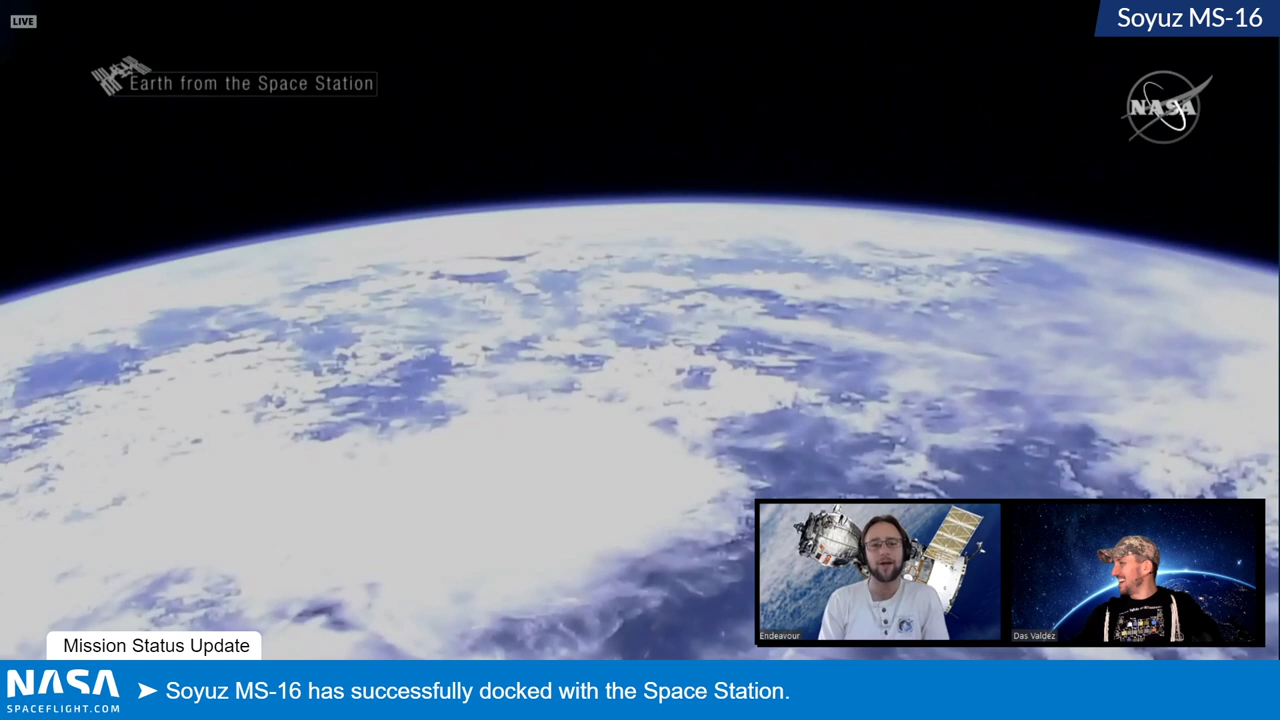 LIVE
Soyuz MS-16
Earth from the Space Station
NASA
Endeavour
Das Valdez
Mission Status Update
NASA
SPACEFLIGHT.COM
Soyuz MS-16 has successfully docked with the Space Station.